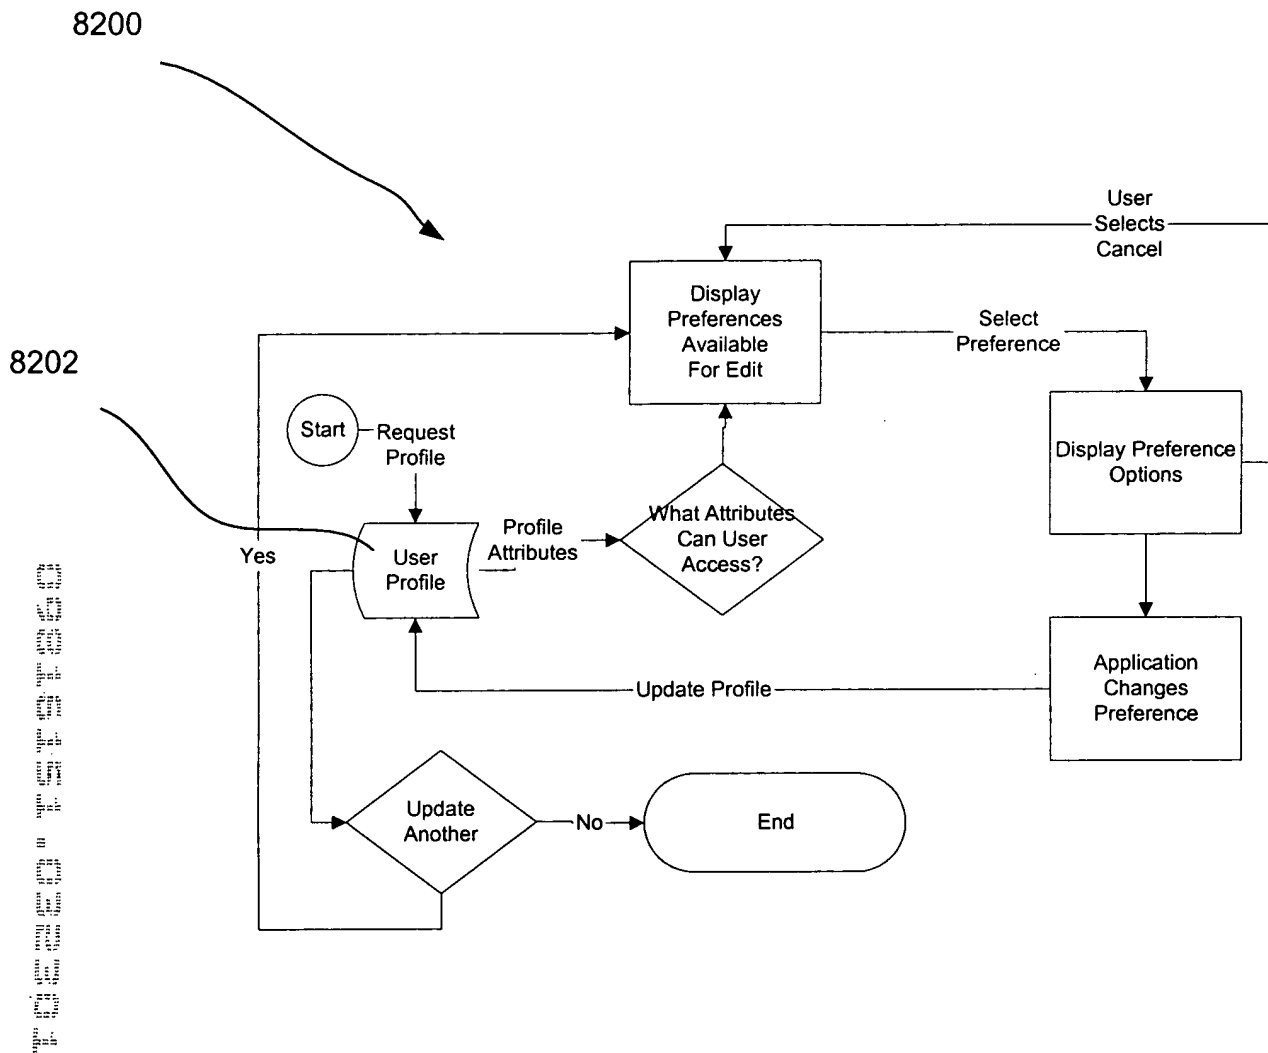 8200
User
Selects
Cancel
Display
Preferences
Available
For Edit
Select
Preference
8202
Start
Request
Profile
Display Preference
Options
What Attributes
Can User
Access?
Profile
Attributes
User
Profile
Yes
Application
Changes
Preference
Update Profile
Update
Another
No
End